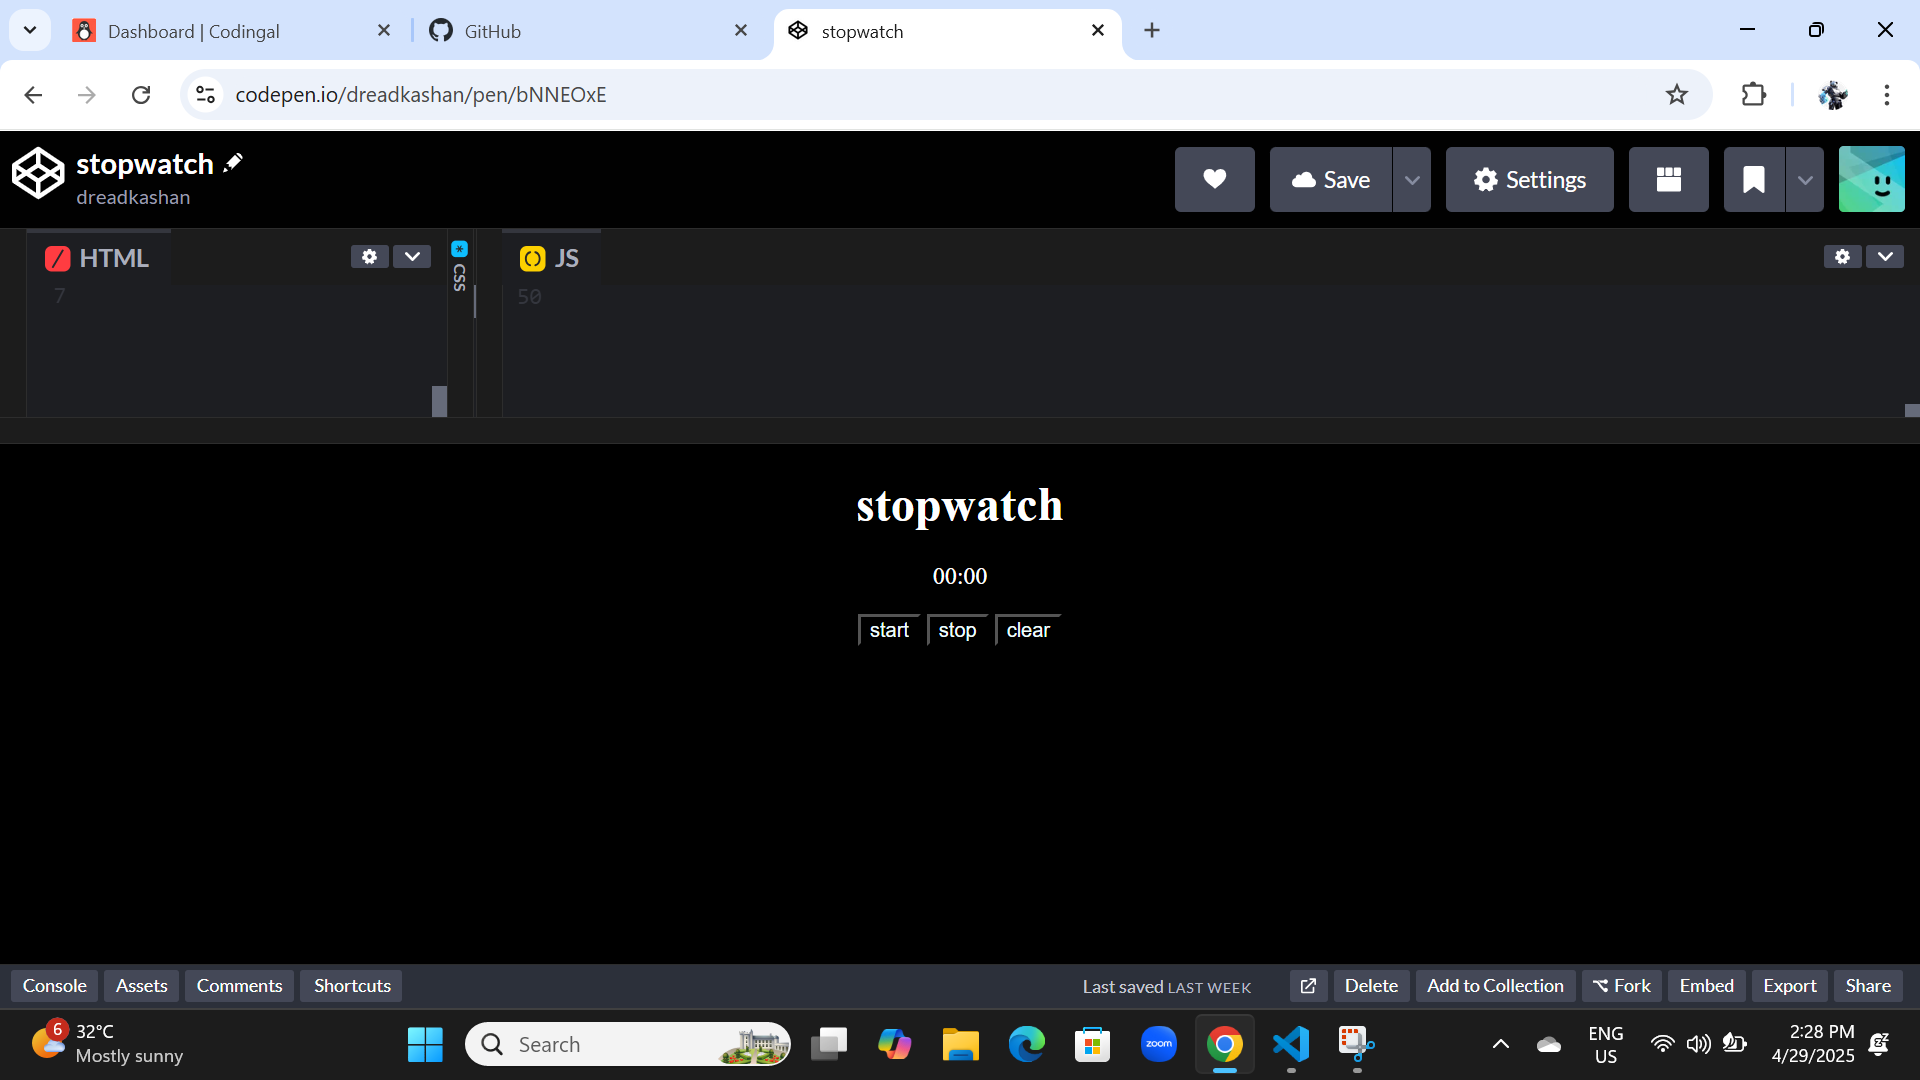 Dashboard | Codingal
GitHub
stopwatch
codepen.io/dreadkashan/pen/bNNEOxE
stopwatch
dreadkashan
Save
Settings
HTML
CSS
JS
7
50
stopwatch
00:00
start stop clear
Console Assets Comments Shortcuts
Last saved LAST WEEK
Delete Add to Collection Fork Embed Export Share
6
32°C
Mostly sunny
Search
zoom
ENG
US
2:28 PM
4/29/2025